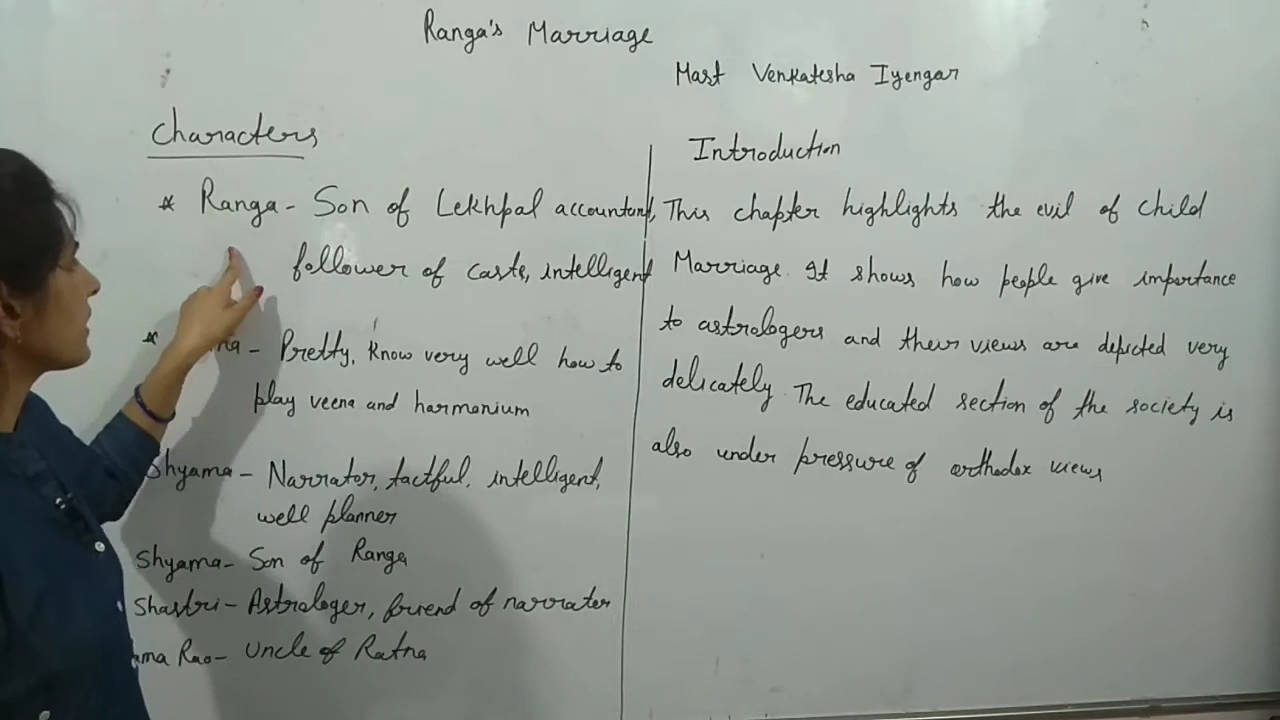 Ranga's Marriage
Mast Venkatesha Iyengar
Characters
* Ranga - Son of Lekhpal accountant,
follower of caste, intelligent
* na - Pretty, Know very well how to
play veena and harmonium
Shyama - Narrator, tactful, intelligent,
well planner
Shyama - Son of Ranga
Shastri - Astrologer, friend of narrator
ma Rao - Uncle of Ratna
Introduction
This chapter highlights the evil of Child
Marriage. It shows how people give importance
to astrologers and their views are depicted very
delicately. The educated section of the society is
also under pressure of orthodox views